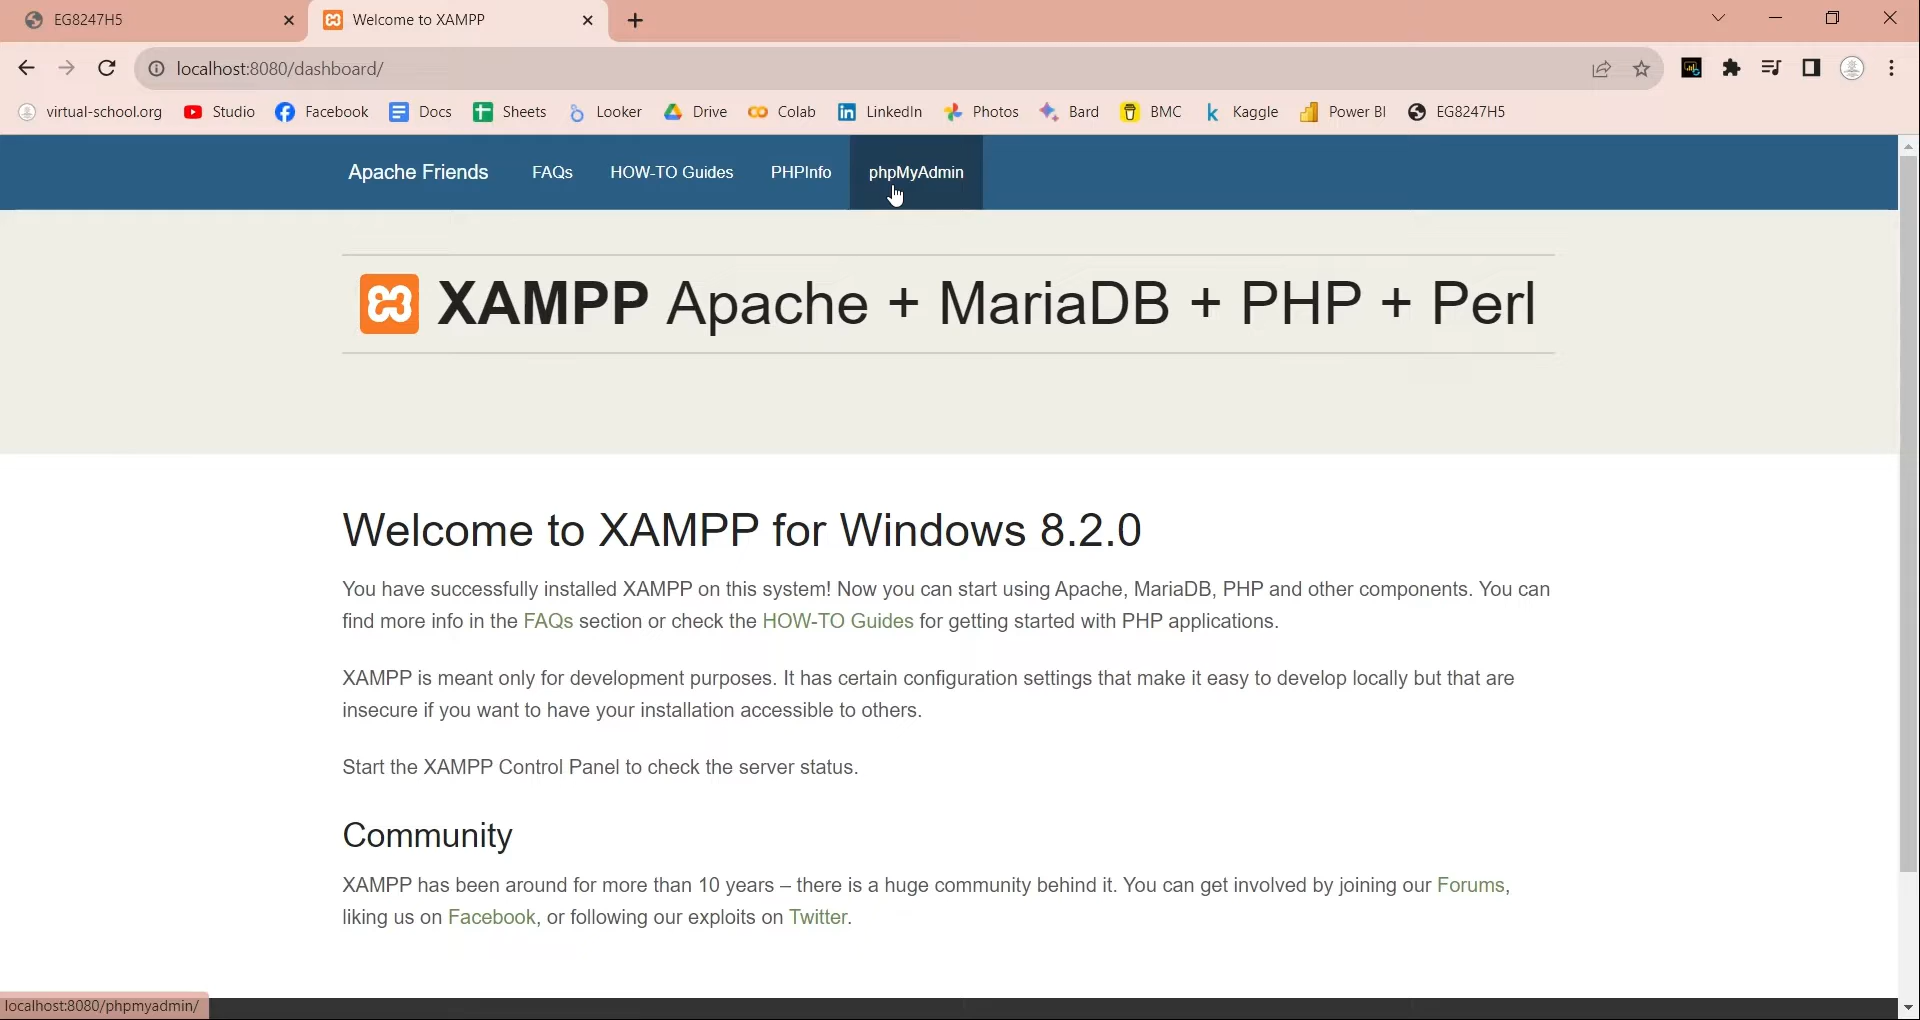 EG8247H5
Welcome to XAMPP
localhost:8080/dashboard/
virtual-school.org Studio Facebook Docs Sheets Looker Drive Colab LinkedIn Photos Bard BMC Kaggle Power BI EG8247H5
Apache Friends FAQs HOW-TO Guides PHPInfo phpMyAdmin
XAMPP Apache + MariaDB + PHP + Perl
Welcome to XAMPP for Windows 8.2.0
You have successfully installed XAMPP on this system! Now you can start using Apache, MariaDB, PHP and other components. You can
find more info in the FAQs section or check the HOW-TO Guides for getting started with PHP applications.
XAMPP is meant only for development purposes. It has certain configuration settings that make it easy to develop locally but that are
insecure if you want to have your installation accessible to others.
Start the XAMPP Control Panel to check the server status.
Community
XAMPP has been around for more than 10 years – there is a huge community behind it. You can get involved by joining our Forums,
liking us on Facebook, or following our exploits on Twitter.
localhost:8080/phpmyadmin/